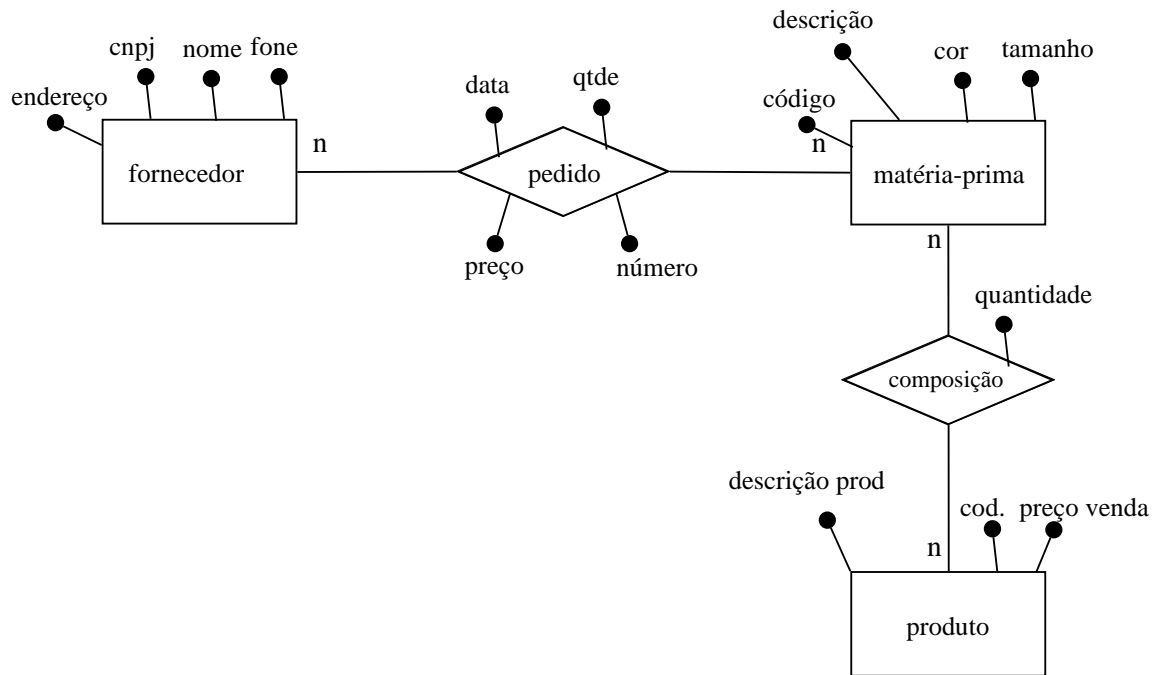 descrição
cnpj
nome
fone
cor
tamanho
data
qtde
endereço
código
n
n
fornecedor
pedido
matéria-prima
preço
número
n
quantidade
composição
descrição prod
cod.
preço venda
n
produto